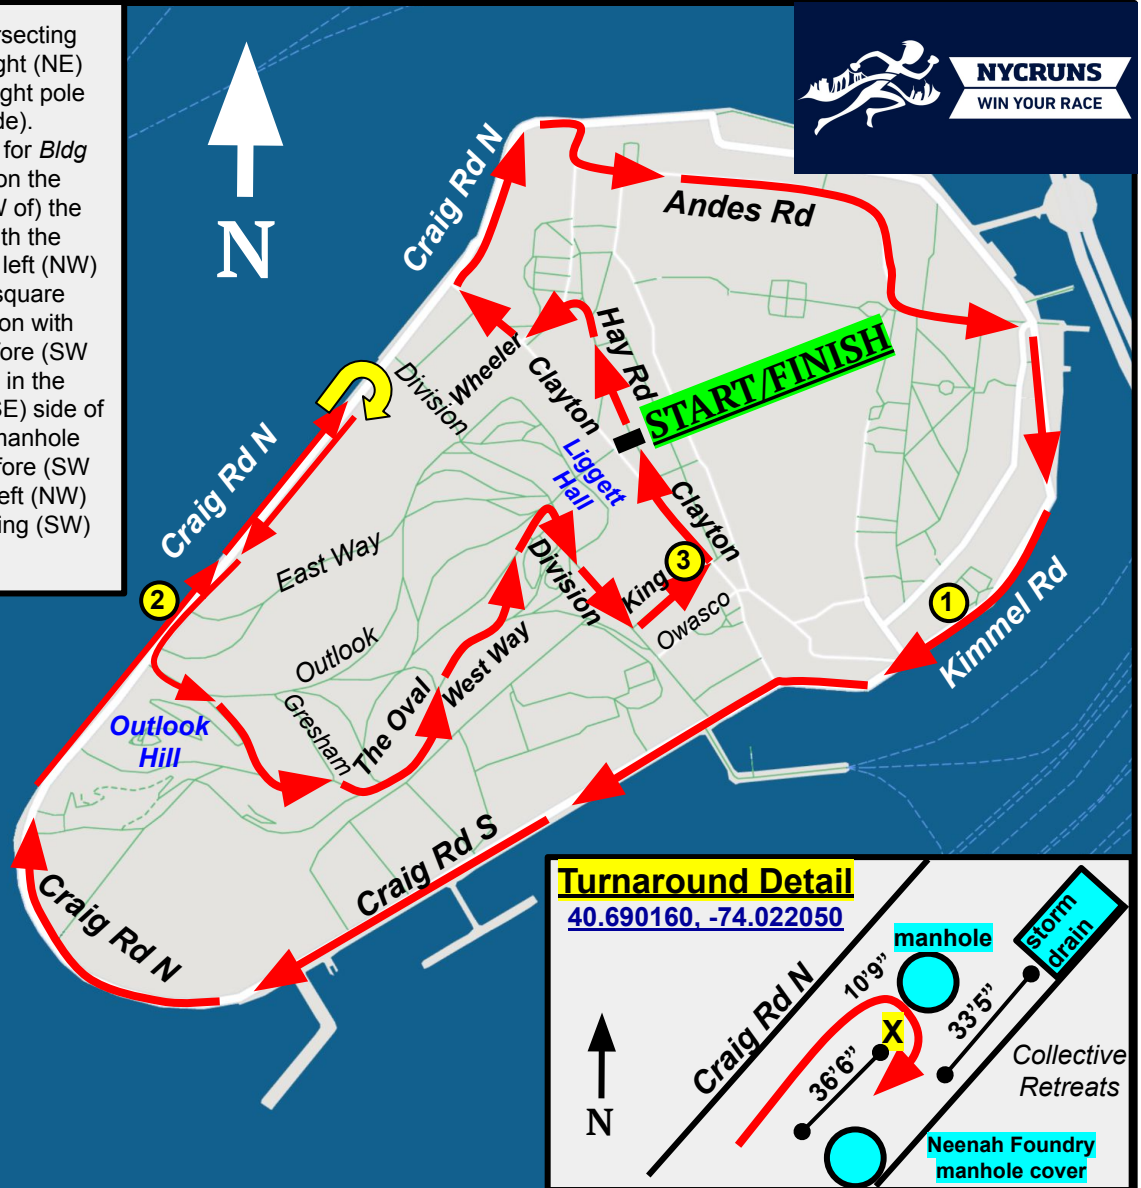 rsecting
ght (NE)
ght pole
de).
for Bldg
on the
W of) the
ith the
left (NW)
square
on with
fore (SW
in the
SE) side of
manhole
fore (SW
eft (NW)
ing (SW)
N
NYCRUNS
WIN YOUR RACE
Craig Rd N
Andes Rd
Hay Rd
START/FINISH
Wheeler
Division
Clayton
Liggett
Hall
Craig Rd N
Clayton
East Way
Division
King
3
2
1
Owasco
Kimmel Rd
Outlook
West Way
The Oval
Gresham
Outlook
Hill
Craig Rd S
Craig Rd N
Turnaround Detail
40.690160, -74.022050
manhole
storm
drain
10’9”
33’5”
X
36’6”
Craig Rd N
Collective
Retreats
N
Neenah Foundry
manhole cover